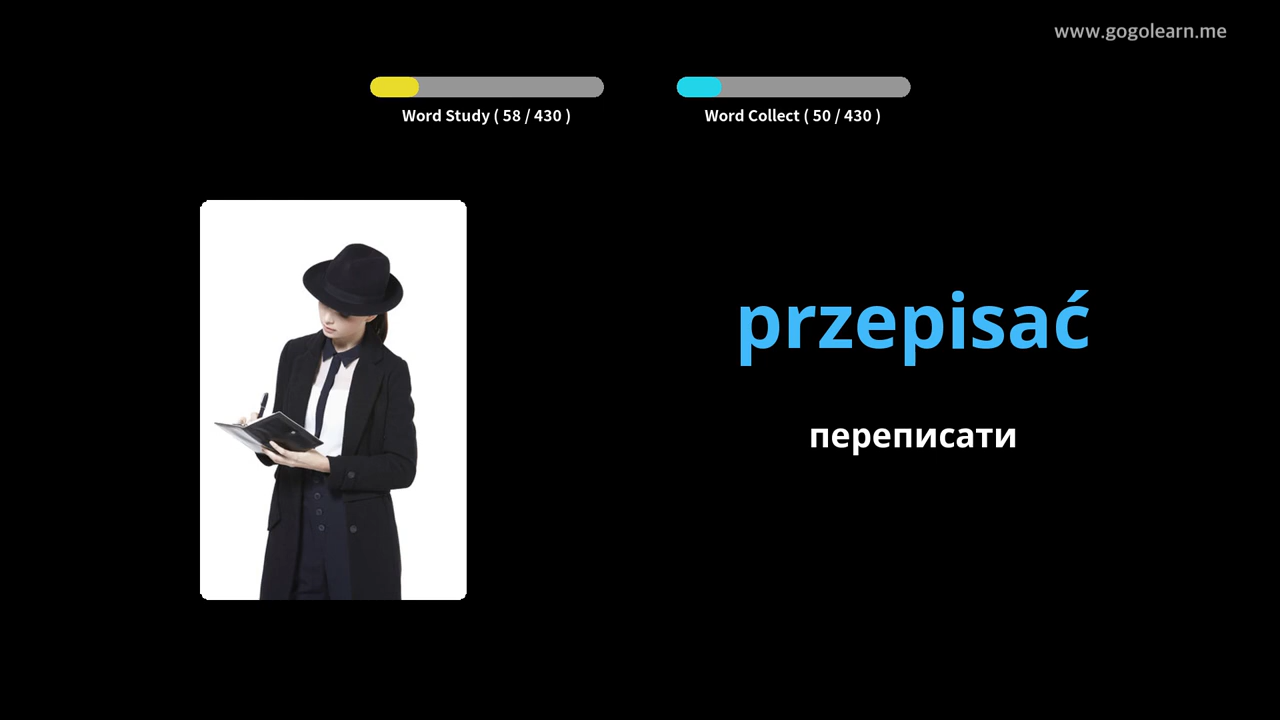 www.gogolearn.me
Word Study ( 58 / 430 )
Word Collect ( 50 / 430 )
przepisać
переписати